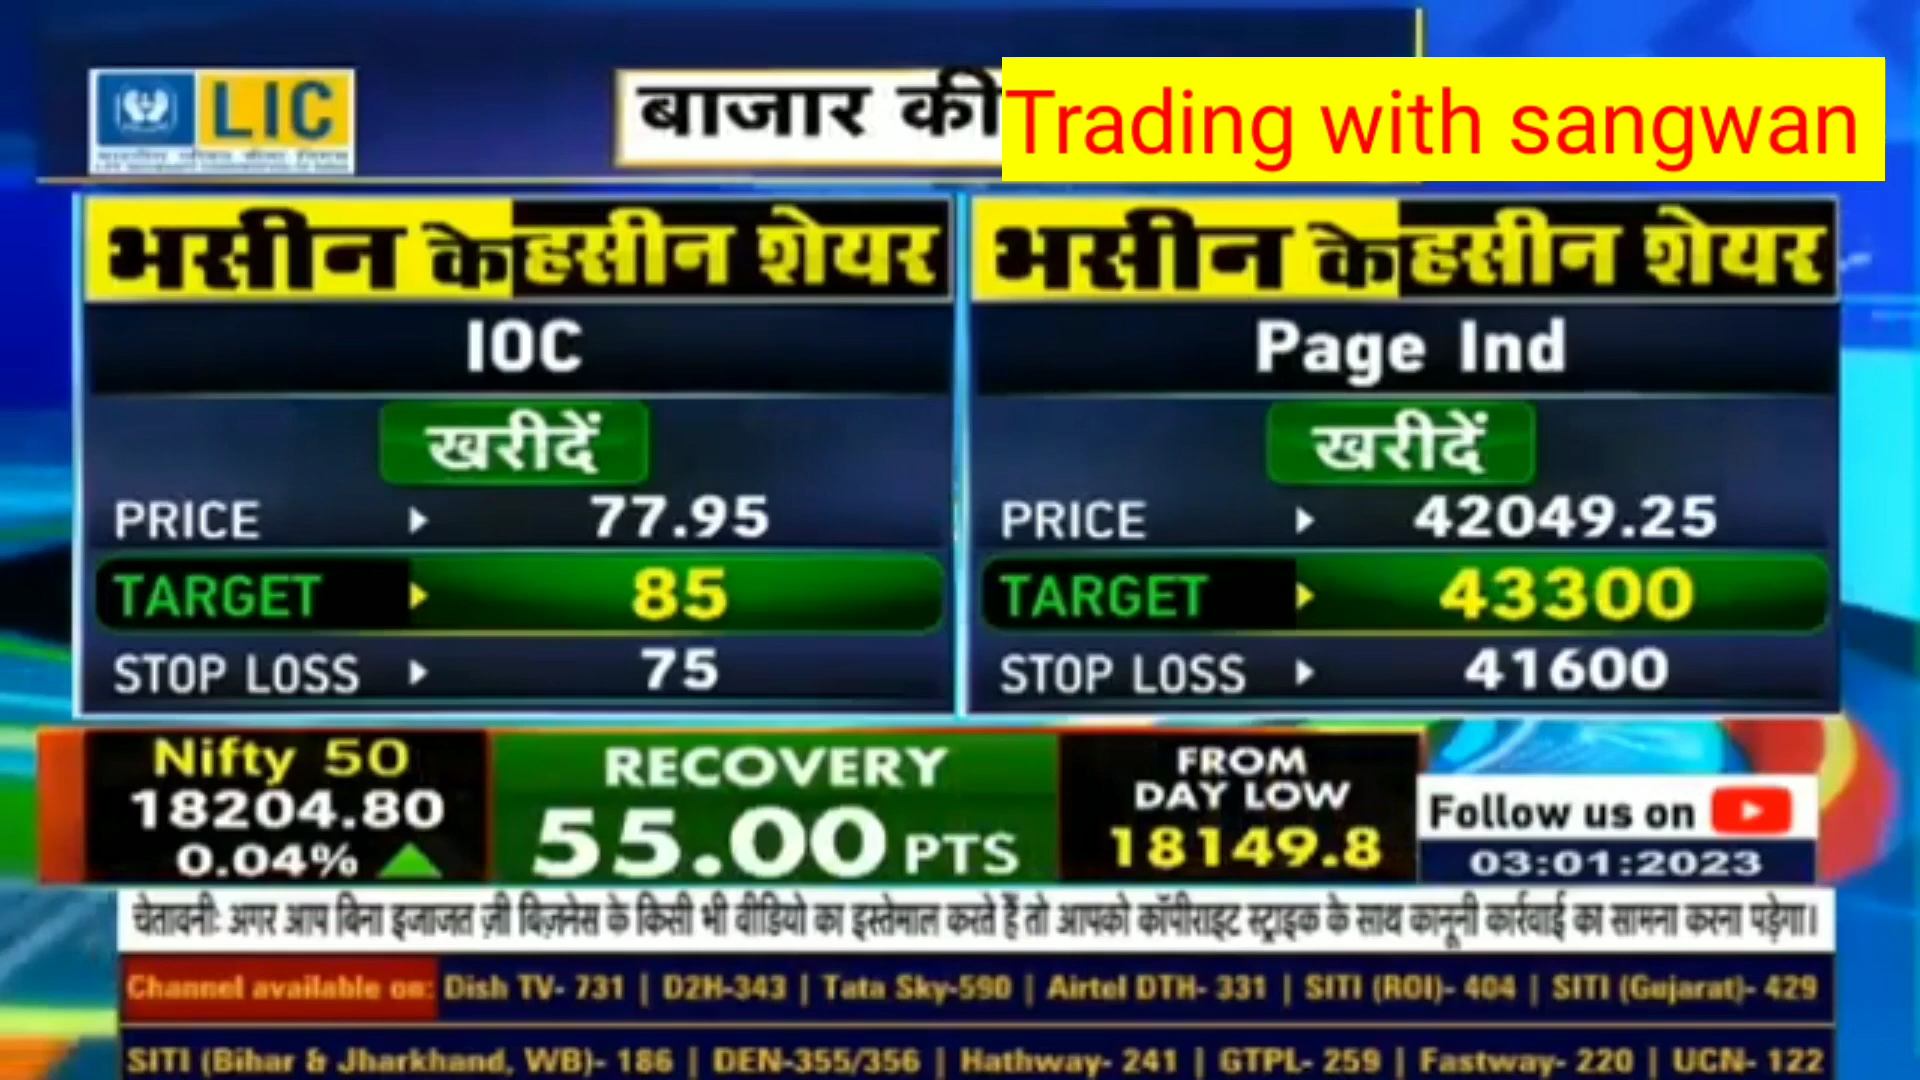 LIC
बाजार की
Trading with sangwan
भसीन के हसीन शेयर
IOC
खरीदें
PRICE 77.95
TARGET 85
STOP LOSS 75
भसीन के हसीन शेयर
Page Ind
खरीदें
PRICE 42049.25
TARGET 43300
STOP LOSS 41600
Nifty 50
18204.80
0.04%
RECOVERY
55.00 PTS
FROM
DAY LOW
18149.8
Follow us on
03:01:2023
चेतावनी: अगर आप बिना इजाजत ज़ी बिज़नेस के किसी भी वीडियो का इस्तेमाल करते हैं तो आपको कॉपीराइट स्ट्राइक के साथ कानूनी कार्रवाई का सामना करना पड़ेगा।
Channel available on: Dish TV- 731 | D2H-343 | Tata Sky-590 | Airtel DTH- 331 | SITI (ROI)- 404 | SITI (Gujarat)- 429
SITI (Bihar & Jharkhand, WB)- 186 | DEN-355/356 | Hathway- 241 | GTPL- 259 | Fastway- 220 | UCN- 122